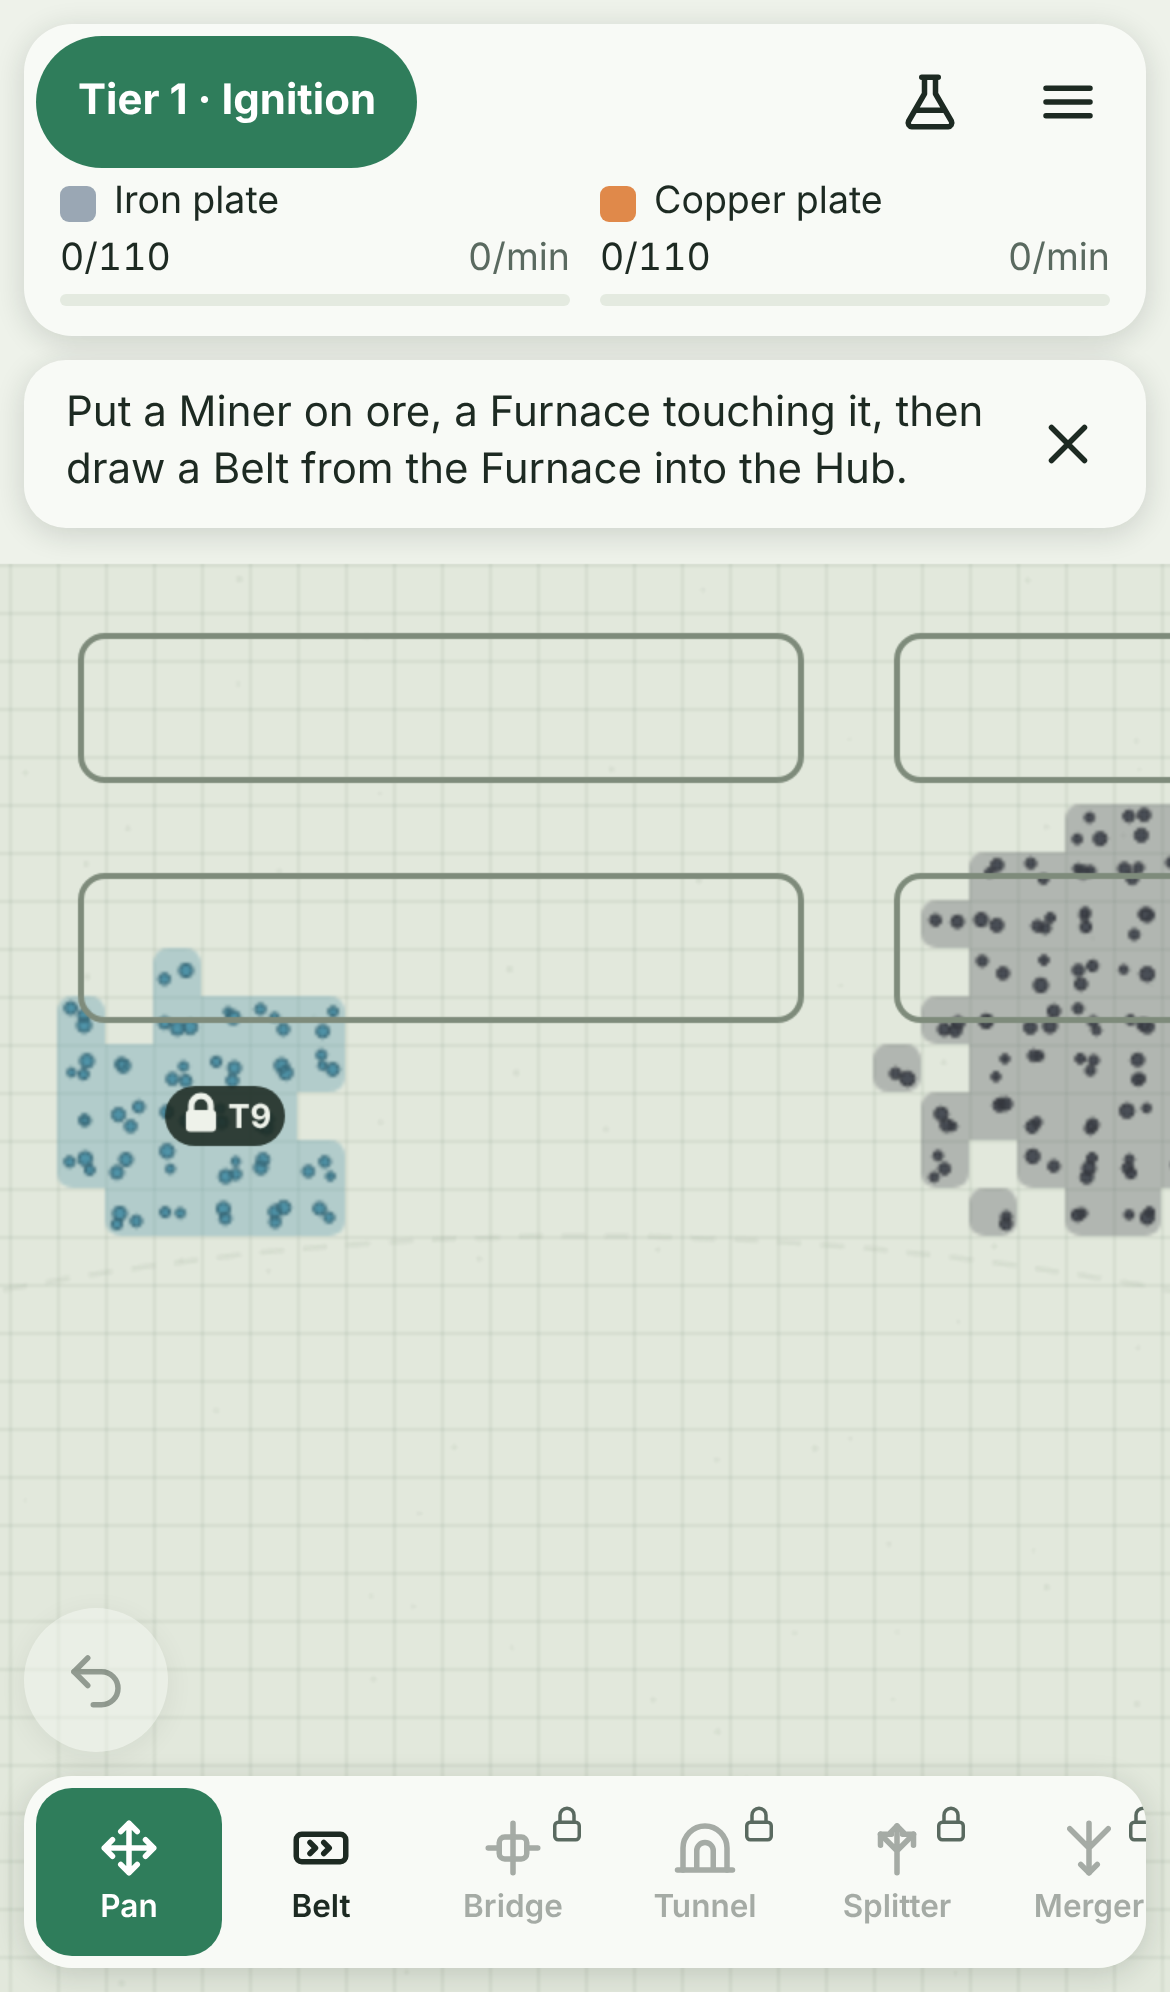 Tier 1 · Ignition
Iron plate
0/110 0/min
Copper plate
0/110 0/min
Put a Miner on ore, a Furnace touching it, then
draw a Belt from the Furnace into the Hub.
T9
Pan
Belt
Bridge
Tunnel
Splitter
Merger